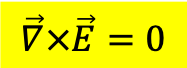 ∇⃗×E⃗ = 0